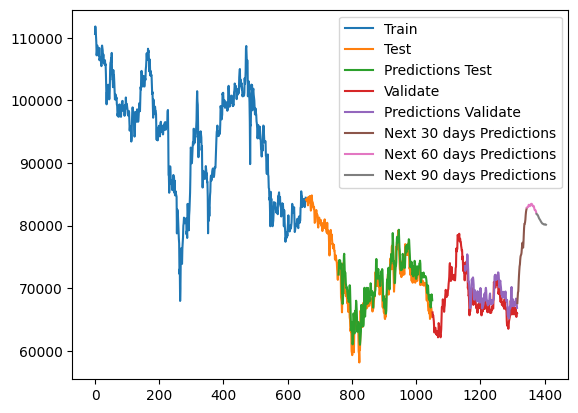 110000
100000
90000
80000
70000
60000
0 200 400 600 800 1000 1200 1400
Train
Test
Predictions Test
Validate
Predictions Validate
Next 30 days Predictions
Next 60 days Predictions
Next 90 days Predictions